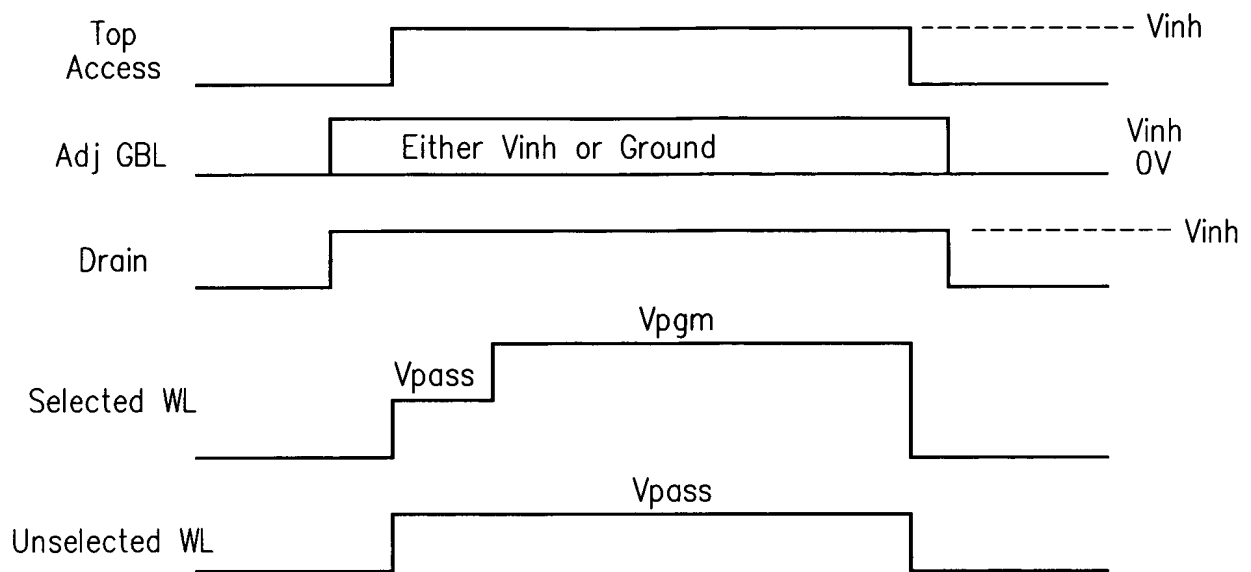 Top
Access
Vinh
Adj GBL
Either Vinh or Ground
Vinh
0V
Drain
Vinh
Vpgm
Vpass
Selected WL
Vpass
Unselected WL